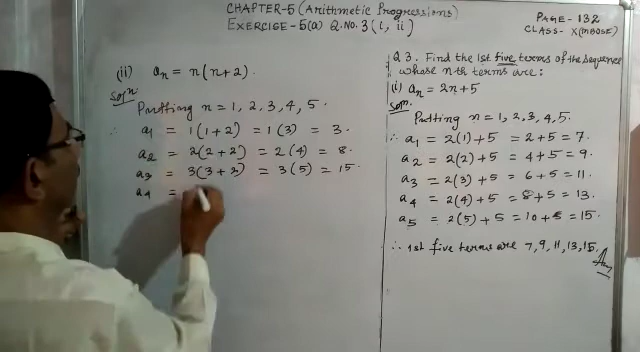 CHAPTER-5 (Arithmetic Progressions)
EXERCISE-5(a) Q.NO.3(i, ii)
PAGE-132
CLASS-X(MBOSE)
(ii) an = n(n+2).
Soln.
Putting n = 1, 2, 3, 4, 5.
∴ a1 = 1(1+2) = 1(3) = 3.
a2 = 2(2+2) = 2(4) = 8.
a3 = 3(3+2) = 3(5) = 15.
a4 =
Q3. Find the 1st five terms of the sequence
whose nth terms are:
(i) an = 2n+5
Soln.
Putting n = 1, 2, 3, 4, 5.
∴ a1 = 2(1)+5 = 2+5 = 7.
a2 = 2(2)+5 = 4+5 = 9.
a3 = 2(3)+5 = 6+5 = 11.
a4 = 2(4)+5 = 8+5 = 13.
a5 = 2(5)+5 = 10+5 = 15.
∴ 1st five terms are 7, 9, 11, 13, 15.
Ans